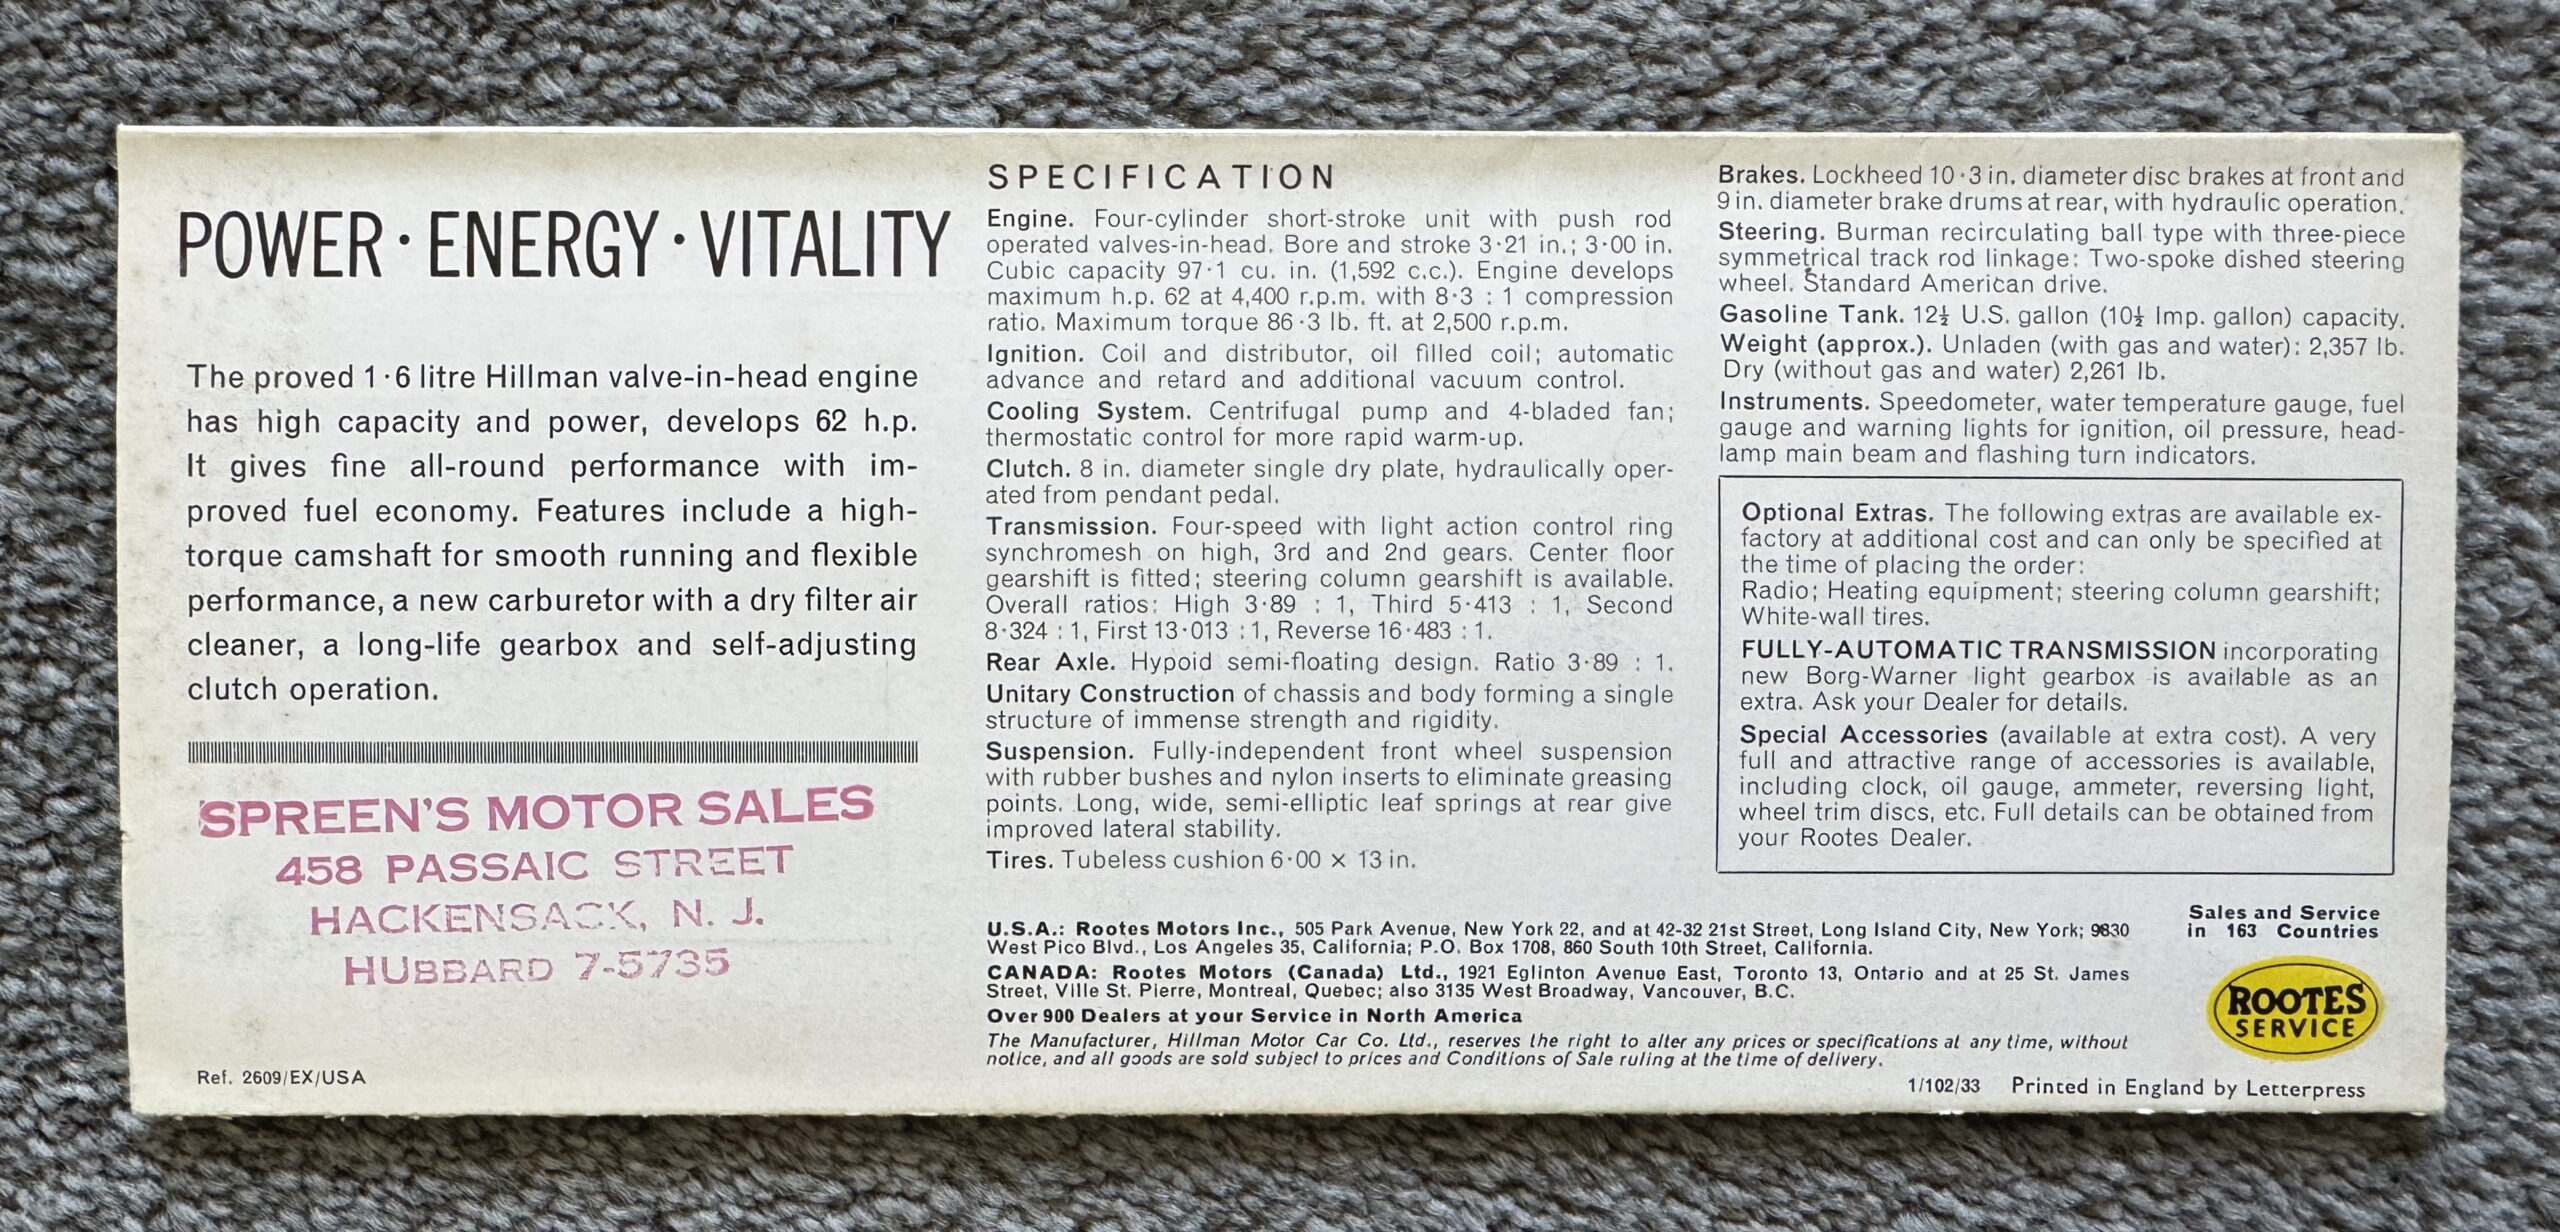 POWER · ENERGY · VITALITY
The proved 1·6 litre Hillman valve-in-head engine
has high capacity and power, develops 62 h.p.
It gives fine all-round performance with im-
proved fuel economy. Features include a high-
torque camshaft for smooth running and flexible
performance, a new carburetor with a dry filter air
cleaner, a long-life gearbox and self-adjusting
clutch operation.
SPREEN'S MOTOR SALES
458 PASSAIC STREET
HACKENSACK, N. J.
HUBBARD 7-5735
Ref. 2609/EX/USA
SPECIFICATION
Engine. Four-cylinder short-stroke unit with push rod
operated valves-in-head. Bore and stroke 3·21 in.; 3·00 in.
Cubic capacity 97·1 cu. in. (1,592 c.c.). Engine develops
maximum h.p. 62 at 4,400 r.p.m. with 8·3 : 1 compression
ratio. Maximum torque 86·3 lb. ft. at 2,500 r.p.m.
Ignition. Coil and distributor, oil filled coil; automatic
advance and retard and additional vacuum control.
Cooling System. Centrifugal pump and 4-bladed fan;
thermostatic control for more rapid warm-up.
Clutch. 8 in. diameter single dry plate, hydraulically oper-
ated from pendant pedal.
Transmission. Four-speed with light action control ring
synchromesh on high, 3rd and 2nd gears. Center floor
gearshift is fitted; steering column gearshift is available.
Overall ratios: High 3·89 : 1, Third 5·413 : 1, Second
8·324 : 1, First 13·013 : 1, Reverse 16·483 : 1.
Rear Axle. Hypoid semi-floating design. Ratio 3·89 : 1.
Unitary Construction of chassis and body forming a single
structure of immense strength and rigidity.
Suspension. Fully-independent front wheel suspension
with rubber bushes and nylon inserts to eliminate greasing
points. Long, wide, semi-elliptic leaf springs at rear give
improved lateral stability.
Tires. Tubeless cushion 6·00 × 13 in.
Brakes. Lockheed 10·3 in. diameter disc brakes at front and
9 in. diameter brake drums at rear, with hydraulic operation.
Steering. Burman recirculating ball type with three-piece
symmetrical track rod linkage: Two-spoke dished steering
wheel. Standard American drive.
Gasoline Tank. 12½ U.S. gallon (10½ Imp. gallon) capacity.
Weight (approx.). Unladen (with gas and water): 2,357 lb.
Dry (without gas and water) 2,261 lb.
Instruments. Speedometer, water temperature gauge, fuel
gauge and warning lights for ignition, oil pressure, head-
lamp main beam and flashing turn indicators.
Optional Extras. The following extras are available ex-
factory at additional cost and can only be specified at
the time of placing the order:
Radio; Heating equipment; steering column gearshift;
White-wall tires.
FULLY-AUTOMATIC TRANSMISSION incorporating
new Borg-Warner light gearbox is available as an
extra. Ask your Dealer for details.
Special Accessories (available at extra cost). A very
full and attractive range of accessories is available,
including clock, oil gauge, ammeter, reversing light,
wheel trim discs, etc. Full details can be obtained from
your Rootes Dealer.
U.S.A.: Rootes Motors Inc., 505 Park Avenue, New York 22, and at 42-32 21st Street, Long Island City, New York; 9830
West Pico Blvd., Los Angeles 35, California; P.O. Box 1708, 860 South 10th Street, California.
CANADA: Rootes Motors (Canada) Ltd., 1921 Eglinton Avenue East, Toronto 13, Ontario and at 25 St. James
Street, Ville St. Pierre, Montreal, Quebec; also 3135 West Broadway, Vancouver, B.C.
Over 900 Dealers at your Service in North America
The Manufacturer, Hillman Motor Car Co. Ltd., reserves the right to alter any prices or specifications at any time, without
notice, and all goods are sold subject to prices and Conditions of Sale ruling at the time of delivery.
Sales and Service
in 163 Countries
ROOTES
SERVICE
1/102/33 Printed in England by Letterpress